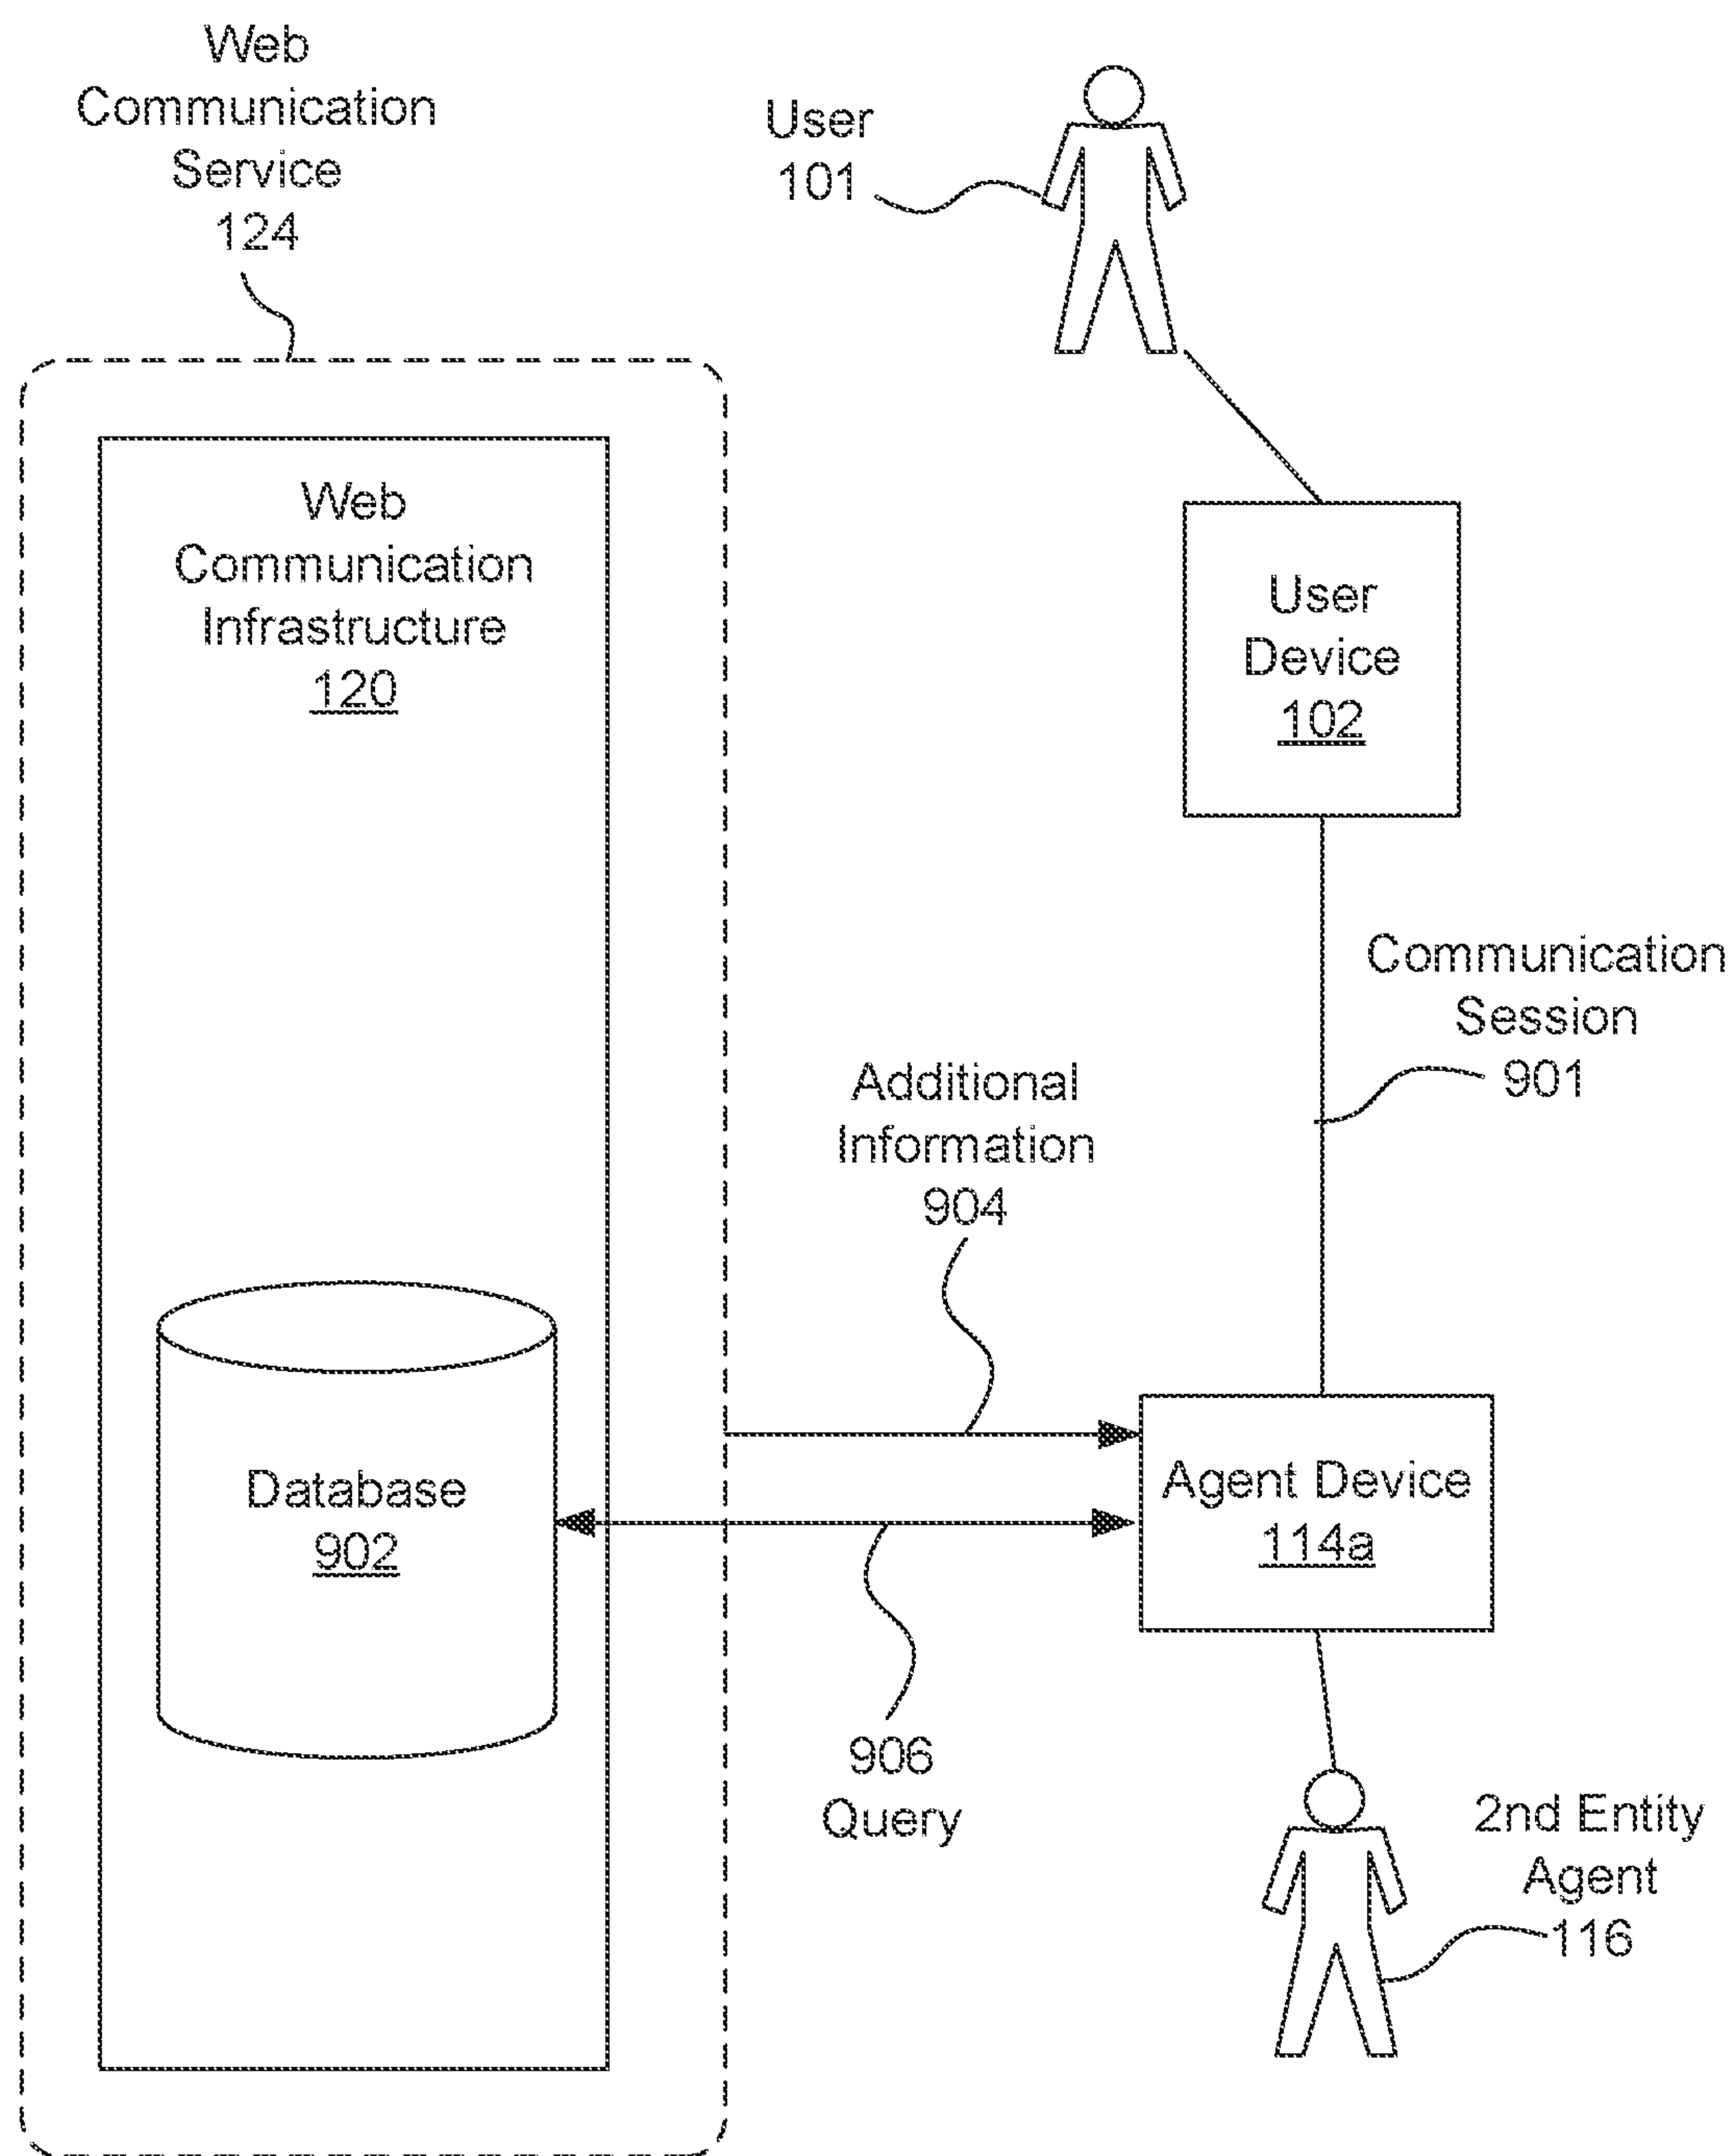 Web
Communication
Service
124
User
101
Web
Communication
Infrastructure
120
User
Device
102
Communication
Session
901
Additional
Information
904
Database
902
Agent Device
114a
906
Query
2nd Entity
Agent
116